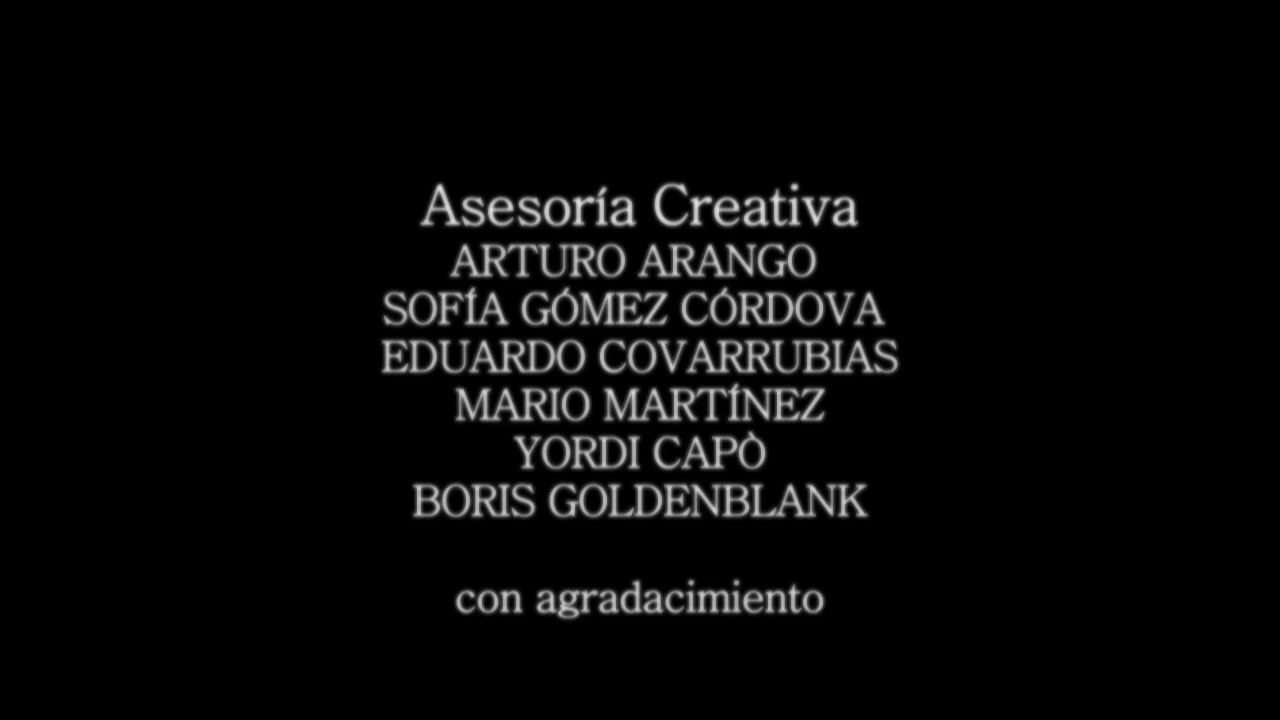 Asesoría Creativa
ARTURO ARANGO
SOFÍA GÓMEZ CÓRDOVA
EDUARDO COVARRUBIAS
MARIO MARTÍNEZ
YORDI CAPÒ
BORIS GOLDENBLANK
con agradacimiento